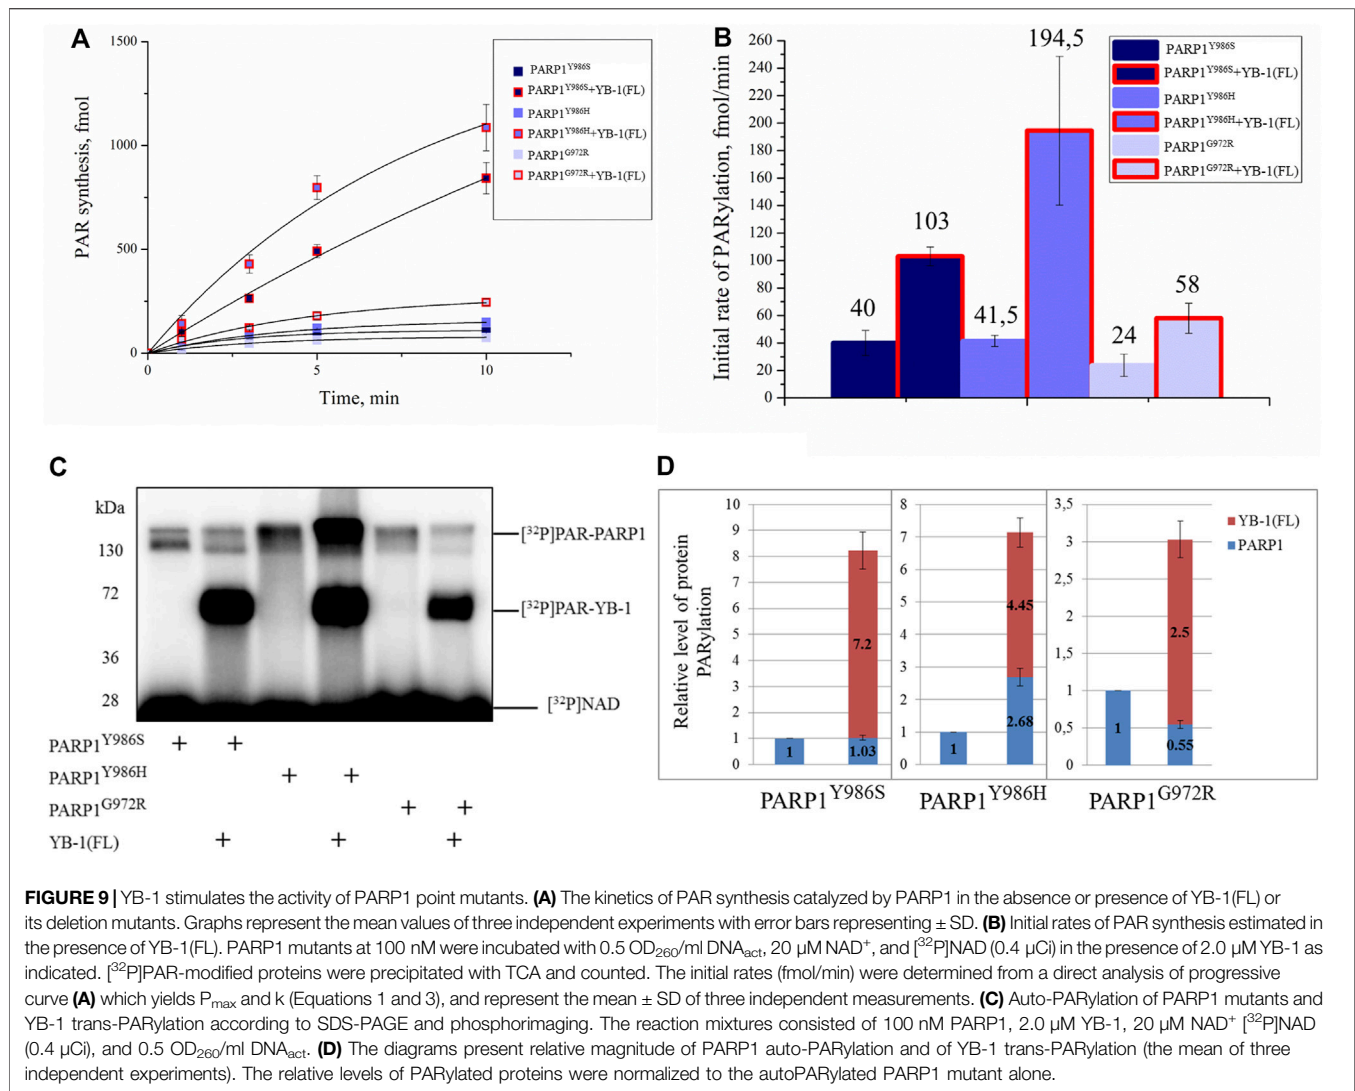 A
1500
1000
500
0
0
5
10
PAR synthesis, fmol
Time, min
PARP1Y986S
PARP1Y986S+YB-1(FL)
PARP1Y986H
PARP1Y986H+YB-1(FL)
PARP1G972R
PARP1G972R+YB-1(FL)
B
260
240
220
200
180
160
140
120
100
80
60
40
20
0
Initial rate of PARylation, fmol/min
40
103
41,5
194,5
24
58
PARP1Y986S
PARP1Y986S+YB-1(FL)
PARP1Y986H
PARP1Y986H+YB-1(FL)
PARP1G972R
PARP1G972R+YB-1(FL)
C
kDa
130
72
36
28
[32P]PAR-PARP1
[32P]PAR-YB-1
[32P]NAD
PARP1Y986S + +
PARP1Y986H + +
PARP1G972R + +
YB-1(FL) + + +
D
Relative level of protein
PARylation
10
9
8
7
6
5
4
3
2
1
0
1
7.2
1.03
PARP1Y986S
8
7
6
5
4
3
2
1
0
1
4.45
2.68
PARP1Y986H
3,5
3
2,5
2
1,5
1
0,5
0
1
2.5
0.55
PARP1G972R
YB-1(FL)
PARP1
FIGURE 9 | YB-1 stimulates the activity of PARP1 point mutants. (A) The kinetics of PAR synthesis catalyzed by PARP1 in the absence or presence of YB-1(FL) or
its deletion mutants. Graphs represent the mean values of three independent experiments with error bars representing ± SD. (B) Initial rates of PAR synthesis estimated in
the presence of YB-1(FL). PARP1 mutants at 100 nM were incubated with 0.5 OD260/ml DNAact, 20 µM NAD+, and [32P]NAD (0.4 µCi) in the presence of 2.0 µM YB-1 as
indicated. [32P]PAR-modified proteins were precipitated with TCA and counted. The initial rates (fmol/min) were determined from a direct analysis of progressive
curve (A) which yields Pmax and k (Equations 1 and 3), and represent the mean ± SD of three independent measurements. (C) Auto-PARylation of PARP1 mutants and
YB-1 trans-PARylation according to SDS-PAGE and phosphorimaging. The reaction mixtures consisted of 100 nM PARP1, 2.0 µM YB-1, 20 µM NAD+ [32P]NAD
(0.4 µCi), and 0.5 OD260/ml DNAact. (D) The diagrams present relative magnitude of PARP1 auto-PARylation and of YB-1 trans-PARylation (the mean of three
independent experiments). The relative levels of PARylated proteins were normalized to the autoPARylated PARP1 mutant alone.